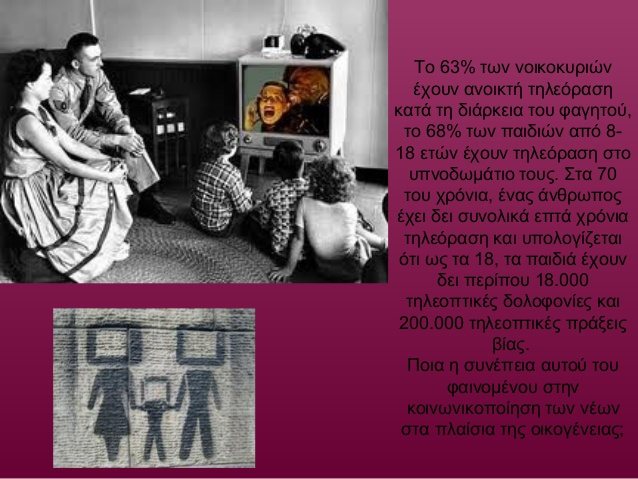 Το 63% των νοικοκυριών
έχουν ανοικτή τηλεόραση
κατά τη διάρκεια του φαγητού,
το 68% των παιδιών από 8-
18 ετών έχουν τηλεόραση στο
υπνοδωμάτιο τους. Στα 70
του χρόνια, ένας άνθρωπος
έχει δει συνολικά επτά χρόνια
τηλεόραση και υπολογίζεται
ότι ως τα 18, τα παιδιά έχουν
δει περίπου 18.000
τηλεοπτικές δολοφονίες και
200.000 τηλεοπτικές πράξεις
βίας.
Ποια η συνέπεια αυτού του
φαινομένου στην
κοινωνικοποίηση των νέων
στα πλαίσια της οικογένειας;